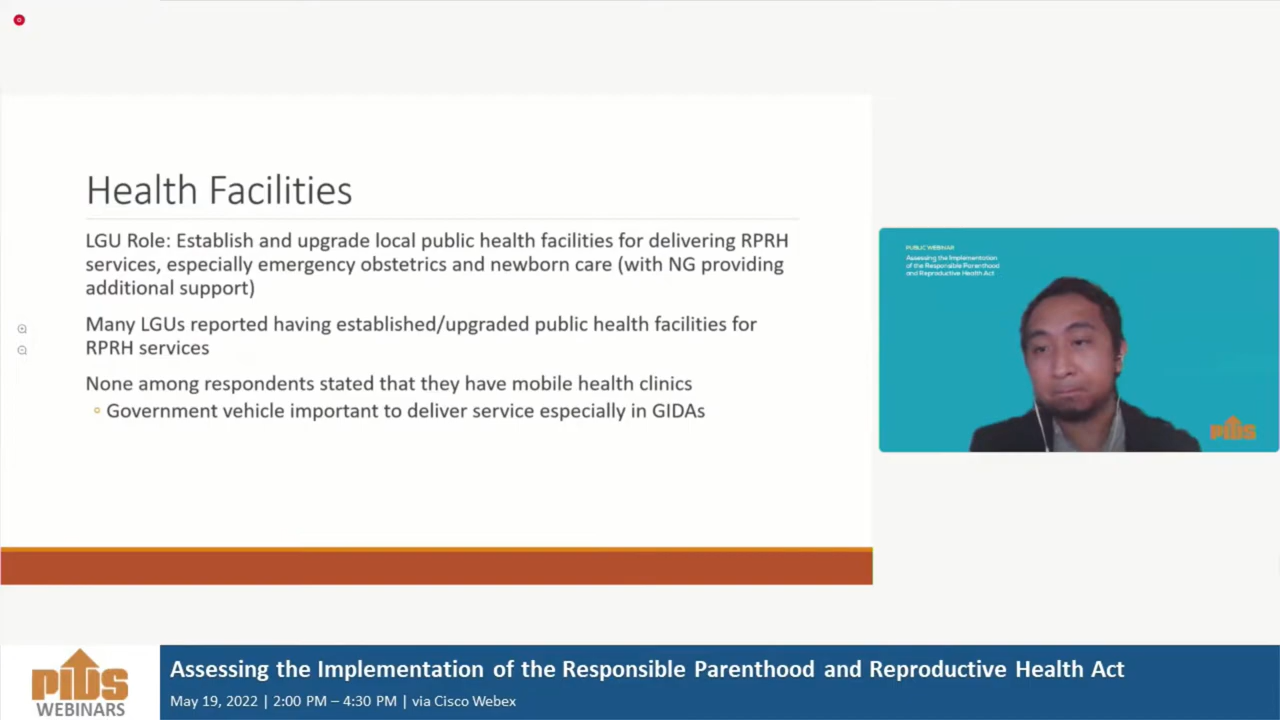 Health Facilities
LGU Role: Establish and upgrade local public health facilities for delivering RPRH
services, especially emergency obstetrics and newborn care (with NG providing
additional support)
Many LGUs reported having established/upgraded public health facilities for
RPRH services
None among respondents stated that they have mobile health clinics
Government vehicle important to deliver service especially in GIDAs
PUBLIC WEBINAR
Assessing the Implementation
of the Responsible Parenthood
and Reproductive Health Act
PIDS
PIDS
WEBINARS
Assessing the Implementation of the Responsible Parenthood and Reproductive Health Act
May 19, 2022 | 2:00 PM – 4:30 PM | via Cisco Webex